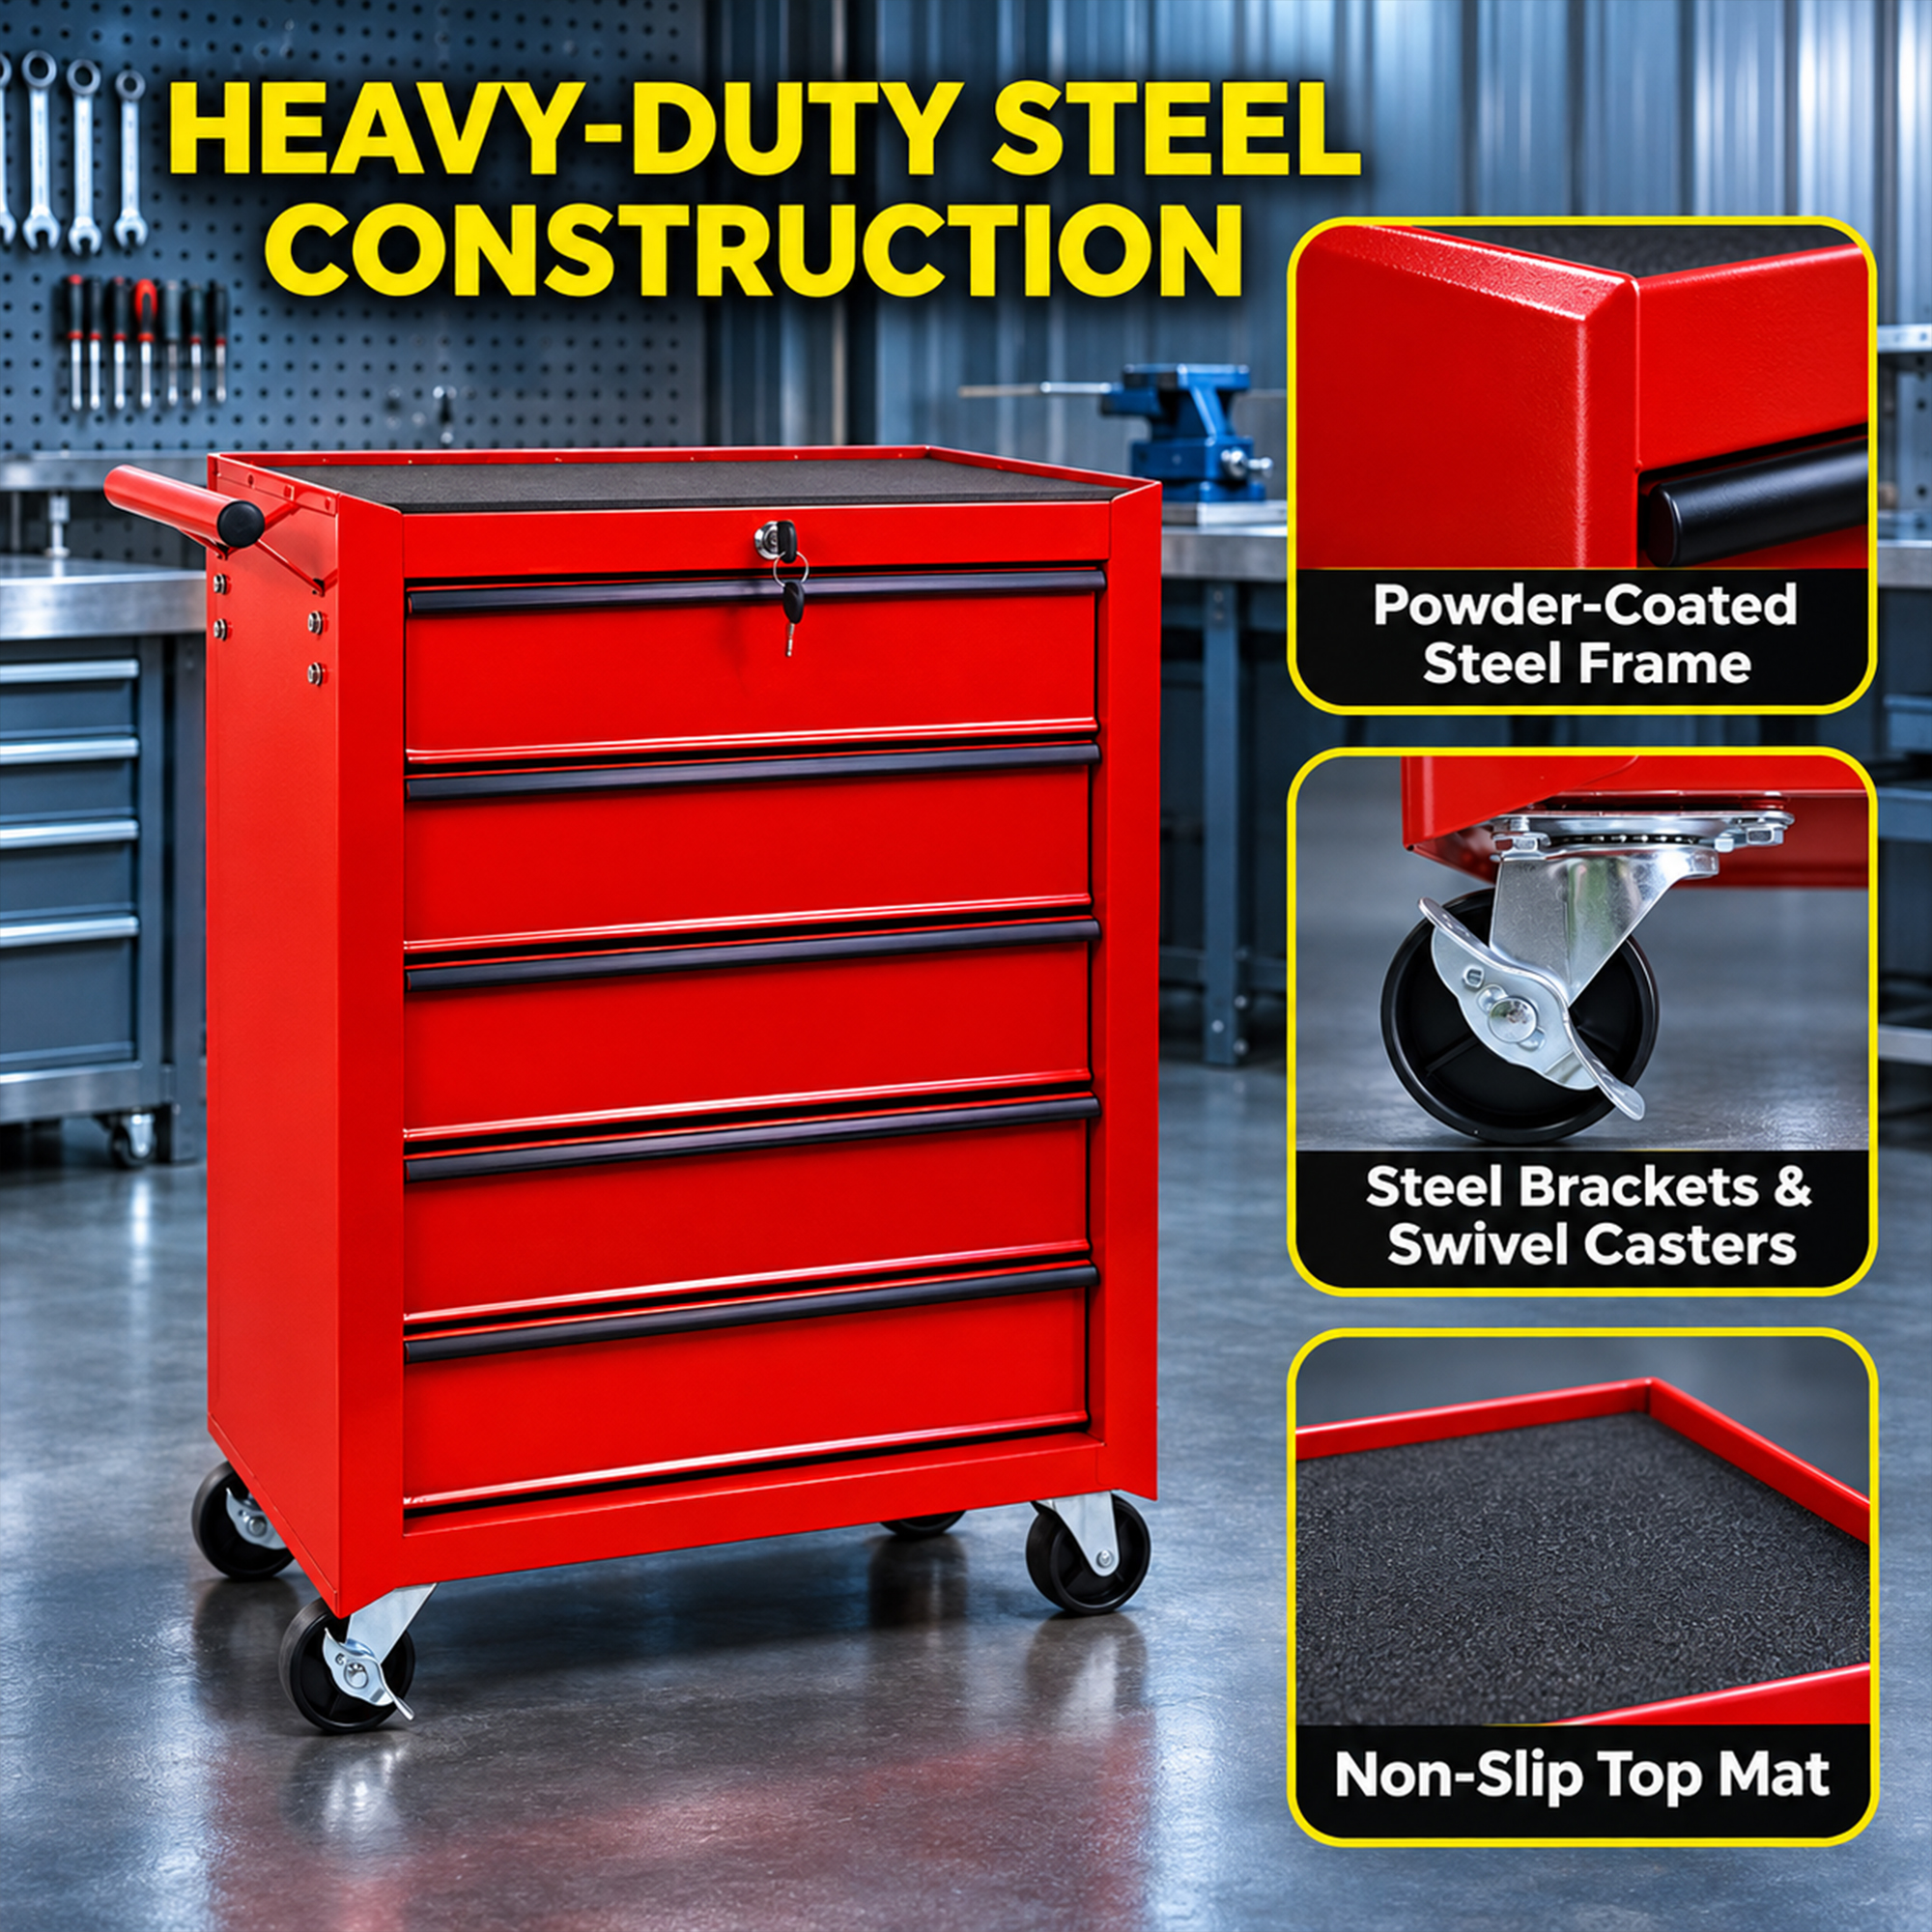 HEAVY-DUTY STEEL
CONSTRUCTION
Powder-Coated
Steel Frame
Steel Brackets &
Swivel Casters
Non-Slip Top Mat